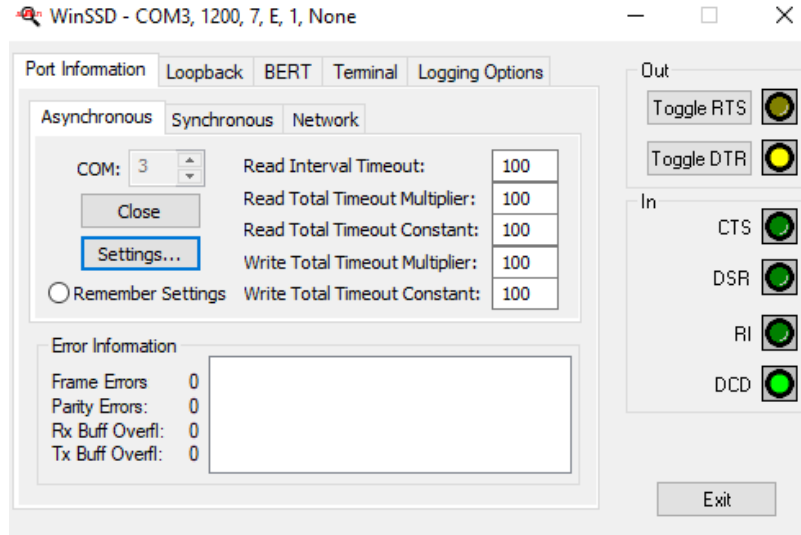 WinSSD - COM3, 1200, 7, E, 1, None
Port Information Loopback BERT Terminal Logging Options
Asynchronous Synchronous Network
COM: 3
Close
Settings...
Remember Settings
Read Interval Timeout: 100
Read Total Timeout Multiplier: 100
Read Total Timeout Constant: 100
Write Total Timeout Multiplier: 100
Write Total Timeout Constant: 100
Error Information
Frame Errors 0
Parity Errors: 0
Rx Buff Overfl: 0
Tx Buff Overfl: 0
Out
Toggle RTS
Toggle DTR
In
CTS
DSR
RI
DCD
Exit